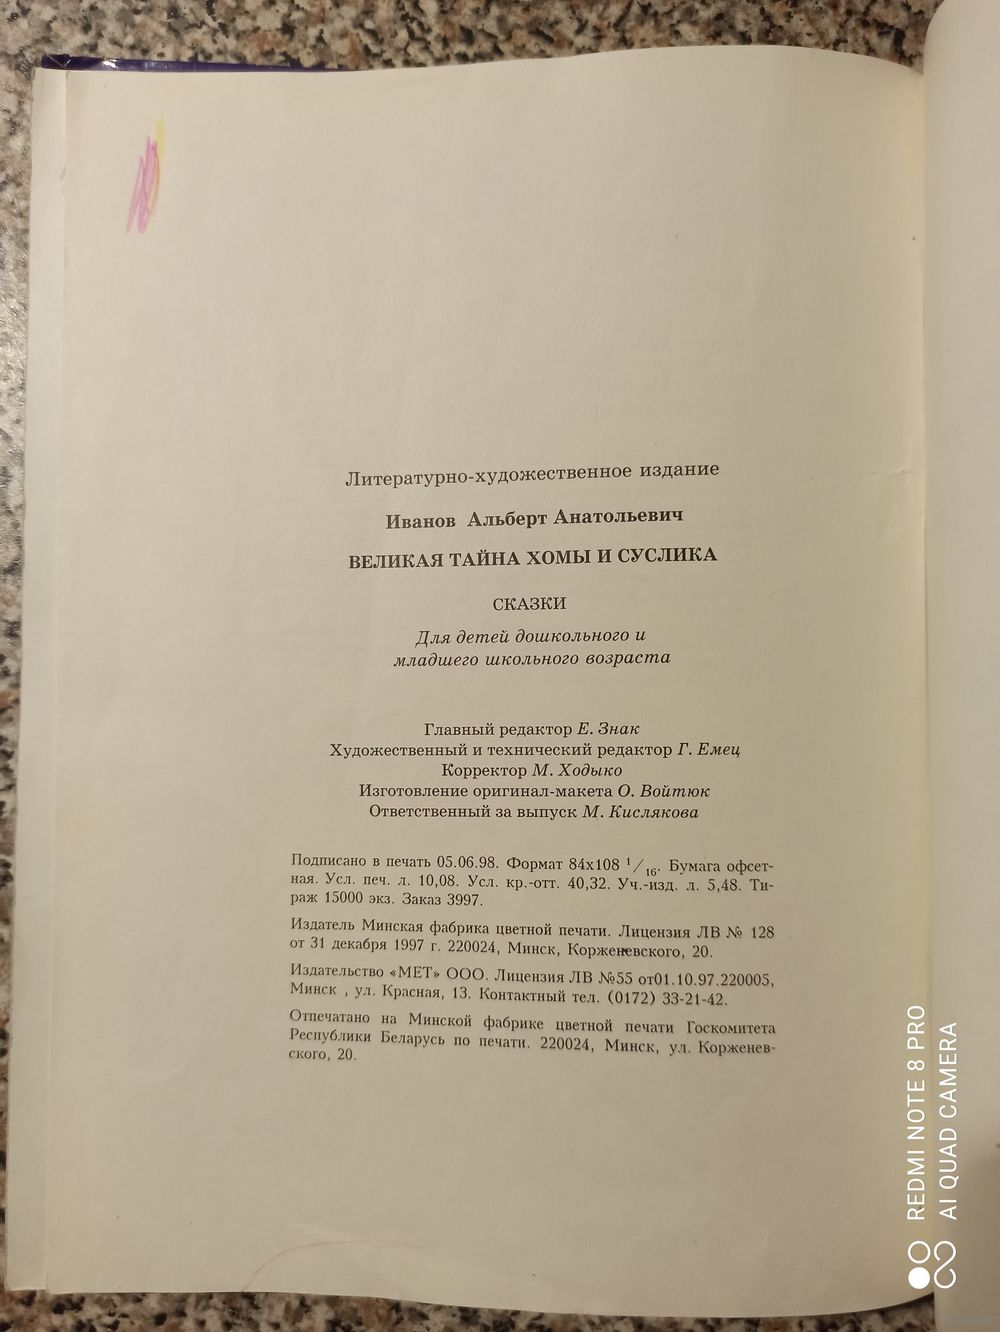 Литературно-художественное издание
Иванов Альберт Анатольевич
ВЕЛИКАЯ ТАЙНА ХОМЫ И СУСЛИКА
СКАЗКИ
Для детей дошкольного и
младшего школьного возраста
Главный редактор Е. Знак
Художественный и технический редактор Г. Емец
Корректор М. Ходыко
Изготовление оригинал-макета О. Войтюк
Ответственный за выпуск М. Кислякова
Подписано в печать 05.06.98. Формат 84x108 1/16. Бумага офсет-
ная. Усл. печ. л. 10,08. Усл. кр.-отт. 40,32. Уч.-изд. л. 5,48. Ти-
раж 15000 экз. Заказ 3997.
Издатель Минская фабрика цветной печати. Лицензия ЛВ № 128
от 31 декабря 1997 г. 220024, Минск, Корженевского, 20.
Издательство «МЕТ» ООО. Лицензия ЛВ №55 от01.10.97.220005,
Минск , ул. Красная, 13. Контактный тел. (0172) 33-21-42.
Отпечатано на Минской фабрике цветной печати Госкомитета
Республики Беларусь по печати. 220024, Минск, ул. Корженев-
ского, 20.
REDMI NOTE 8 PRO
AI QUAD CAMERA